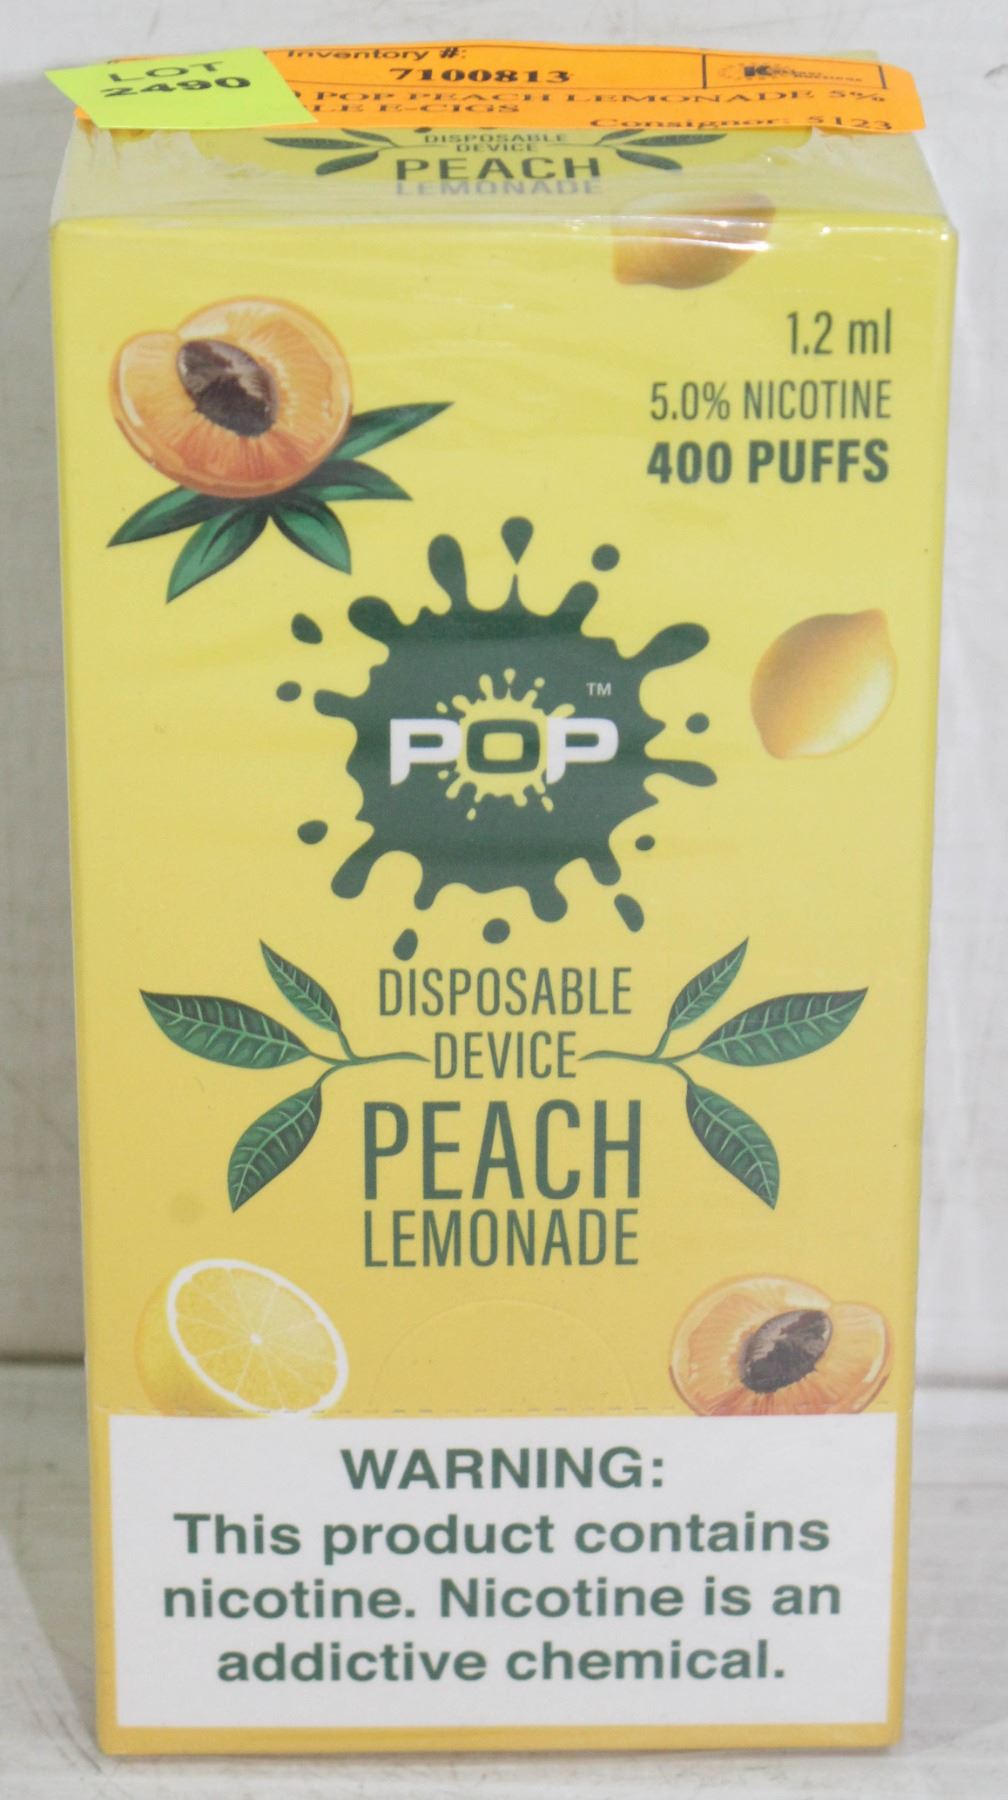 LOT
2490
Inventory #:
7100813
POP PEACH LEMONADE 5%
E-CIGS
Consignor: 5123
DISPOSABLE
DEVICE
PEACH
LEMONADE
1.2 ml
5.0% NICOTINE
400 PUFFS
POP™
DISPOSABLE
DEVICE
PEACH
LEMONADE
WARNING:
This product contains
nicotine. Nicotine is an
addictive chemical.